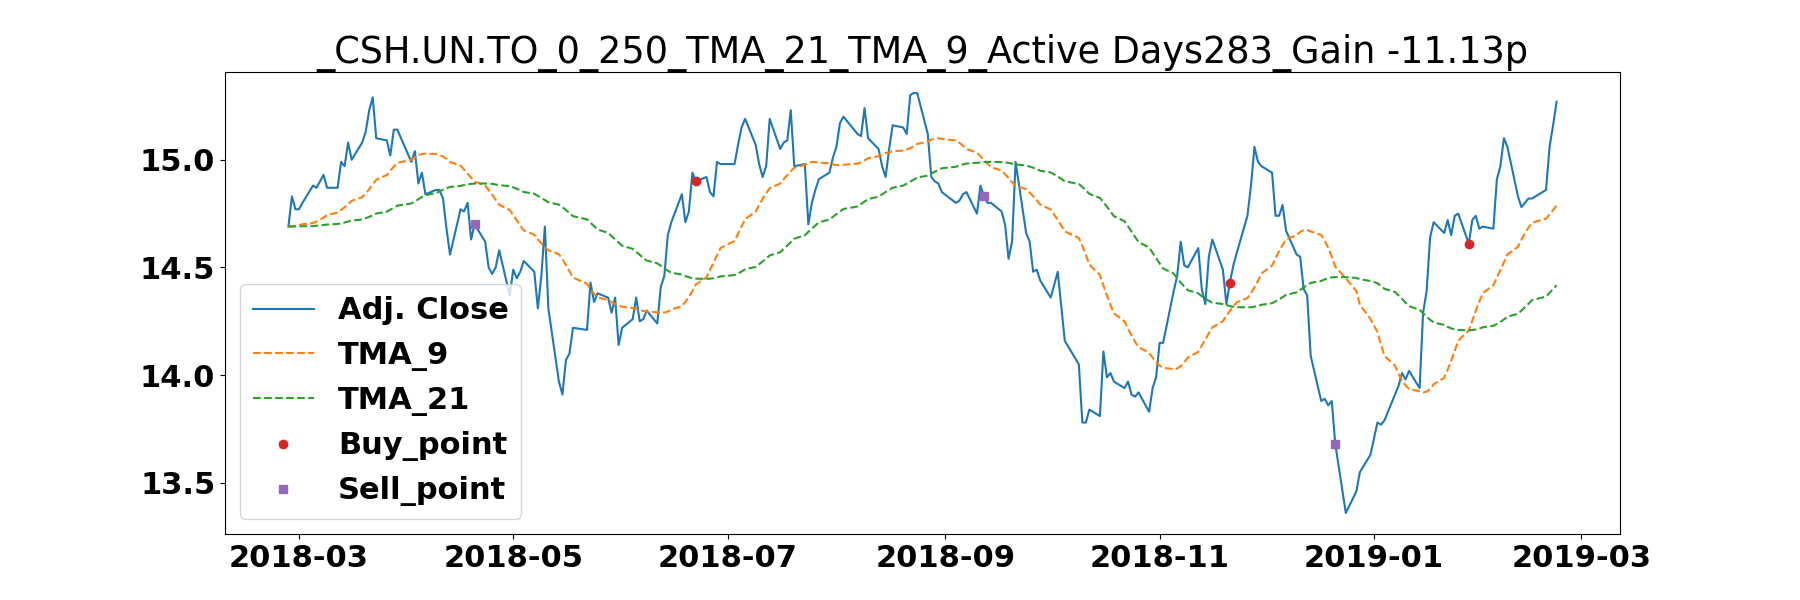 _CSH.UN.TO_0_250_TMA_21_TMA_9_Active Days283_Gain -11.13p
15.0
14.5
14.0
13.5
Adj. Close
TMA_9
TMA_21
Buy_point
Sell_point
2018-03 2018-05 2018-07 2018-09 2018-11 2019-01 2019-03